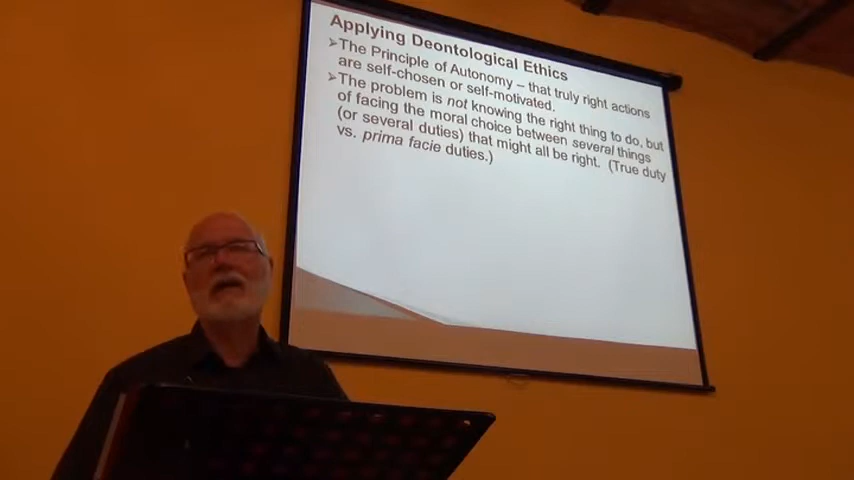 Applying Deontological Ethics
➢The Principle of Autonomy – that truly right actions
are self-chosen or self-motivated.
➢The problem is not knowing the right thing to do, but
of facing the moral choice between several things
(or several duties) that might all be right. (True duty
vs. prima facie duties.)